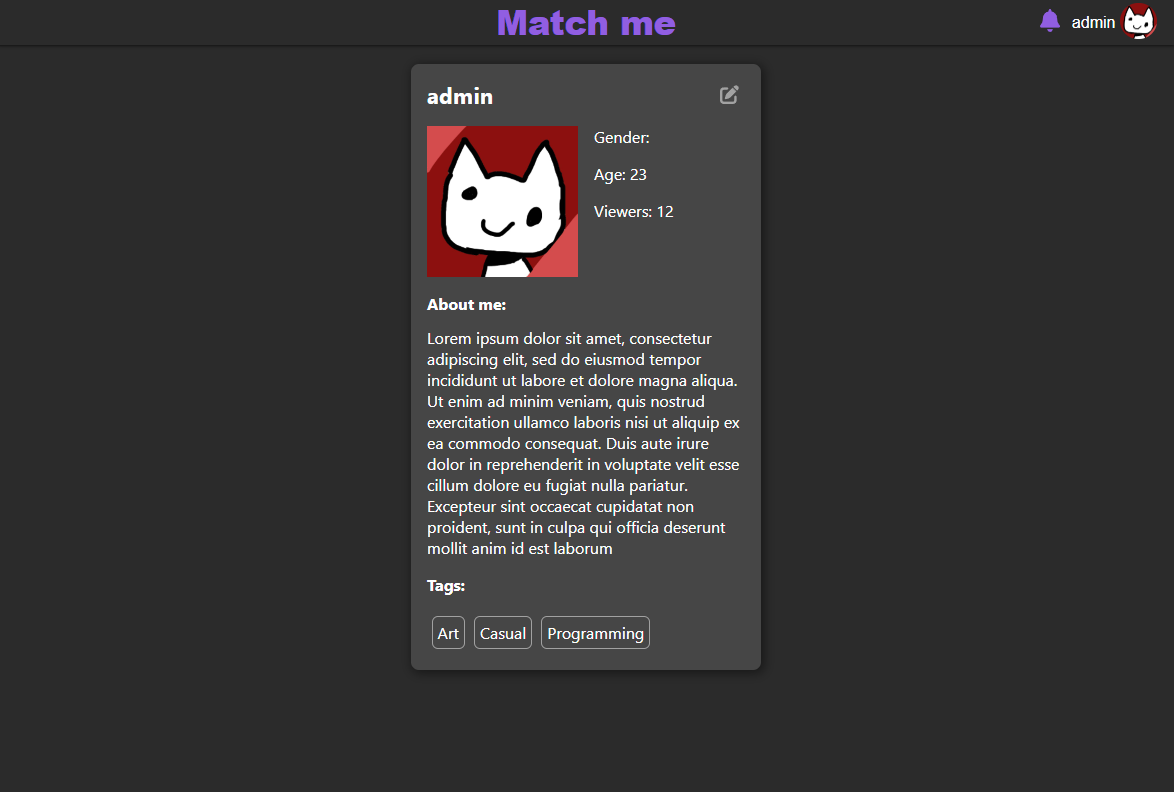 Match me
admin
admin
Gender:
Age: 23
Viewers: 12
About me:
Lorem ipsum dolor sit amet, consectetur
adipiscing elit, sed do eiusmod tempor
incididunt ut labore et dolore magna aliqua.
Ut enim ad minim veniam, quis nostrud
exercitation ullamco laboris nisi ut aliquip ex
ea commodo consequat. Duis aute irure
dolor in reprehenderit in voluptate velit esse
cillum dolore eu fugiat nulla pariatur.
Excepteur sint occaecat cupidatat non
proident, sunt in culpa qui officia deserunt
mollit anim id est laborum
Tags:
Art Casual Programming